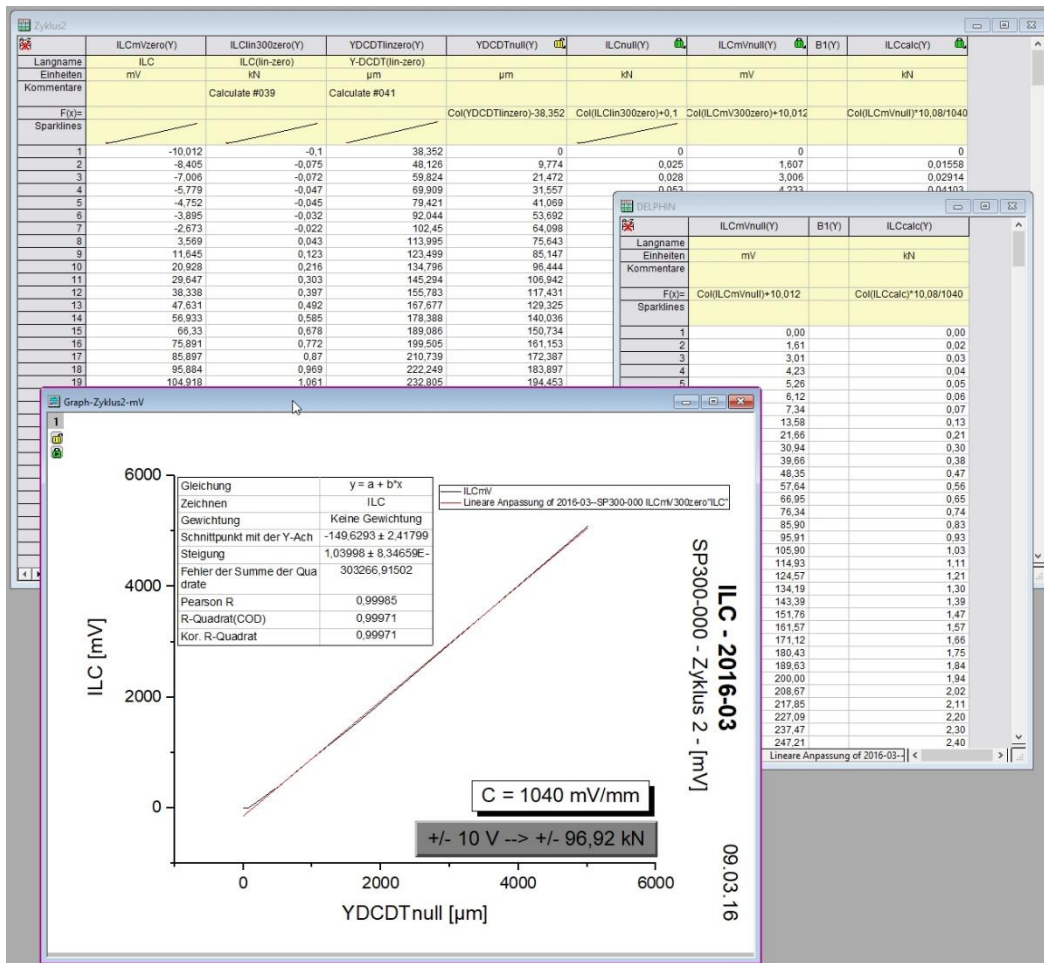 Zyklus2
ILCmVzero(Y) ILClin300zero(Y) YDCDTlinzero(Y) YDCDTnull(Y) ILCnull(Y) ILCmVnull(Y) B1(Y) ILCcalc(Y)
Langname ILC ILC(lin-zero) Y-DCDT(lin-zero)
Einheiten mV kN µm µm kN mV kN
Kommentare Calculate #039 Calculate #041
F(x)= Col(YDCDTlinzero)-38,352 Col(ILClin300zero)+0,1 Col(ILCmV300zero)+10,012 Col(ILCmVnull)*10,08/1040
Sparklines
1 -10,012 -0,1 38,352 0 0 0 0
2 -8,405 -0,075 48,126 9,774 0,025 1,607 0,01558
3 -7,006 -0,072 59,824 21,472 0,028 3,006 0,02914
4 -5,779 -0,047 69,909 31,557 0,053 4,233 0,04103
5 -4,752 -0,045 79,421 41,069
6 -3,895 -0,032 92,044 53,692
7 -2,673 -0,022 102,45 64,098
8 3,569 0,043 113,995 75,643
9 11,645 0,123 123,499 85,147
10 20,928 0,216 134,796 96,444
11 29,647 0,303 145,294 106,942
12 38,338 0,397 155,783 117,431
13 47,631 0,492 167,677 129,325
14 56,933 0,585 178,388 140,036
15 66,33 0,678 189,086 150,734
16 75,891 0,772 199,505 161,153
17 85,897 0,87 210,739 172,387
18 95,884 0,969 222,249 183,897
19 104,918 1,061 232,805 194,453
DELPHIN
ILCmVnull(Y) B1(Y) ILCcalc(Y)
Langname
Einheiten mV kN
Kommentare
F(x)= Col(ILCmVnull)+10,012 Col(ILCcalc)*10,08/1040
Sparklines
1 0,00 0,00
2 1,61 0,02
3 3,01 0,03
4 4,23 0,04
5 5,26 0,05
6,12 0,06
7,34 0,07
13,58 0,13
21,66 0,21
30,94 0,30
39,66 0,38
48,35 0,47
57,64 0,56
66,95 0,65
76,34 0,74
85,90 0,83
95,91 0,93
105,90 1,03
114,93 1,11
124,57 1,21
134,19 1,30
143,39 1,39
151,76 1,47
161,57 1,57
171,12 1,66
180,43 1,75
189,63 1,84
200,00 1,94
208,67 2,02
217,85 2,11
227,09 2,20
237,47 2,30
247,21 2,40
Lineare Anpassung of 2016-03--
Graph-Zyklus2-mV
1
6000
4000
2000
0
ILC [mV]
Gleichung y = a + b*x
Zeichnen ILC
Gewichtung Keine Gewichtung
Schnittpunkt mit der Y-Ach -149,6293 ± 2,41799
Steigung 1,03998 ± 8,34659E-
Fehler der Summe der Qua
drate 303266,91502
Pearson R 0,99985
R-Quadrat(COD) 0,99971
Kor. R-Quadrat 0,99971
ILCmV
Lineare Anpassung of 2016-03--SP300-000 ILCmV300zero"ILC"
ILC - 2016-03
SP300-000 - Zyklus 2 - [mV]
09.03.16
C = 1040 mV/mm
+/- 10 V --> +/- 96,92 kN
0 2000 4000 6000
YDCDTnull [µm]